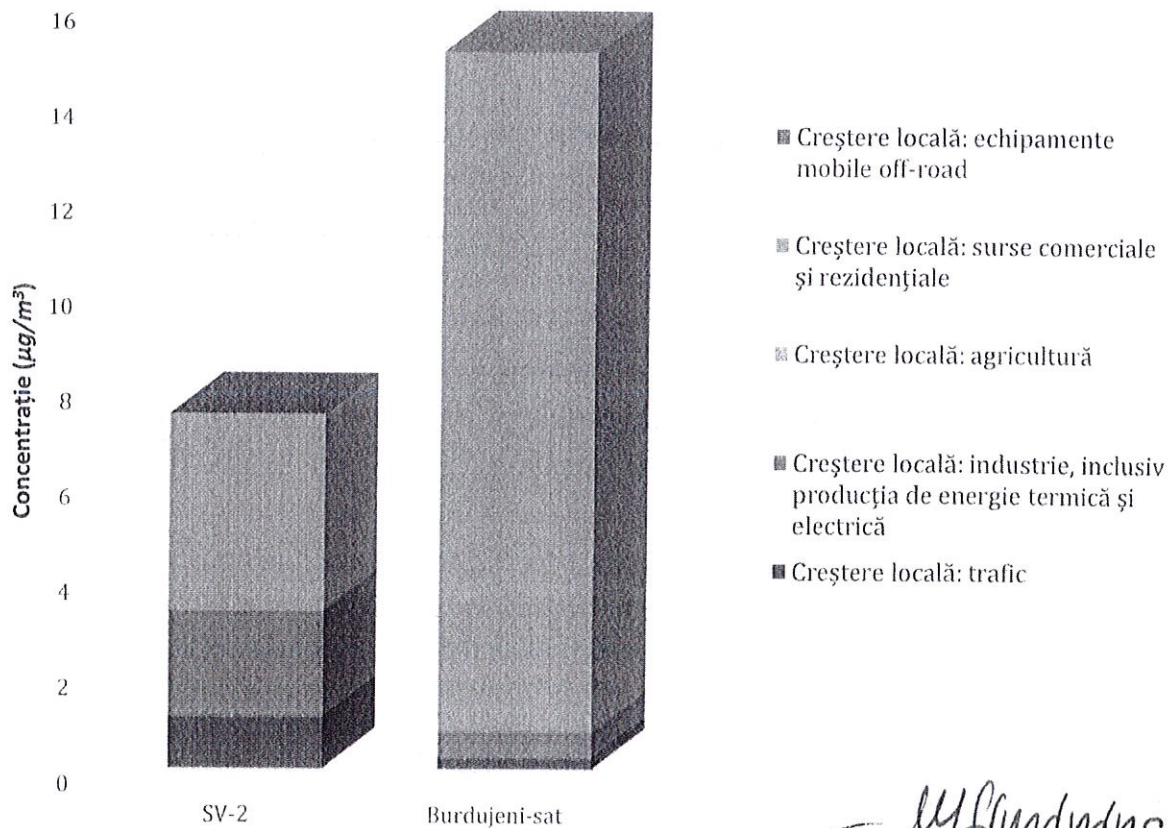 16
14
12
10
8
6
4
2
0
Concentrație (µg/m³)
SV-2
Burdujeni-sat
Creștere locală: echipamente
mobile off-road
Creștere locală: surse comerciale
și rezidențiale
Creștere locală: agricultură
Creștere locală: industrie, inclusiv
producția de energie termică și
electrică
Creștere locală: trafic